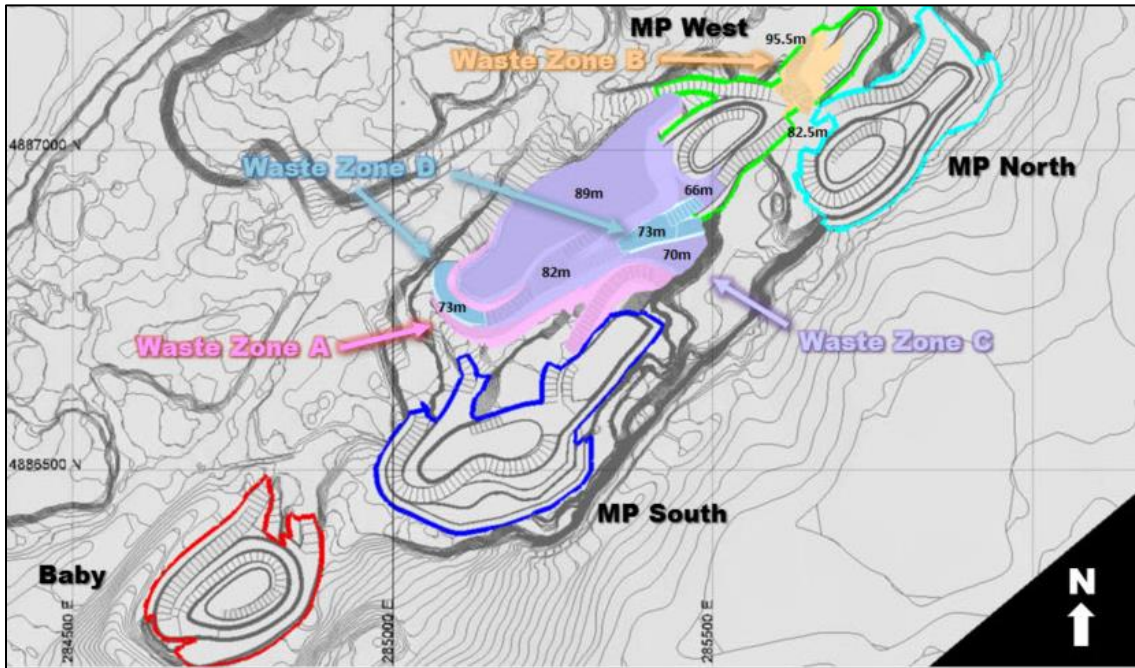 MP West
95.5m
Waste Zone B
82.5m
4887000 N
MP North
Waste Zone D
89m
66m
73m
70m
82m
73m
Waste Zone A
Waste Zone C
4886500 N
MP South
Baby
284500 E
285000 E
285500 E
N